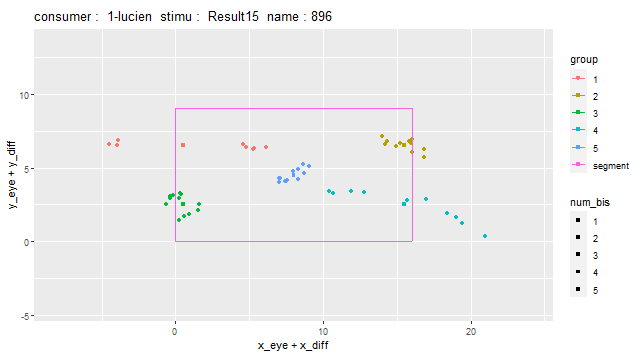 consumer :  1-lucien  stimu :  Result15  name : 896
y_eye + y_diff
10
5
0
-5
0
10
20
x_eye + x_diff
group
1
2
3
4
5
segment
num_bis
1
2
3
4
5